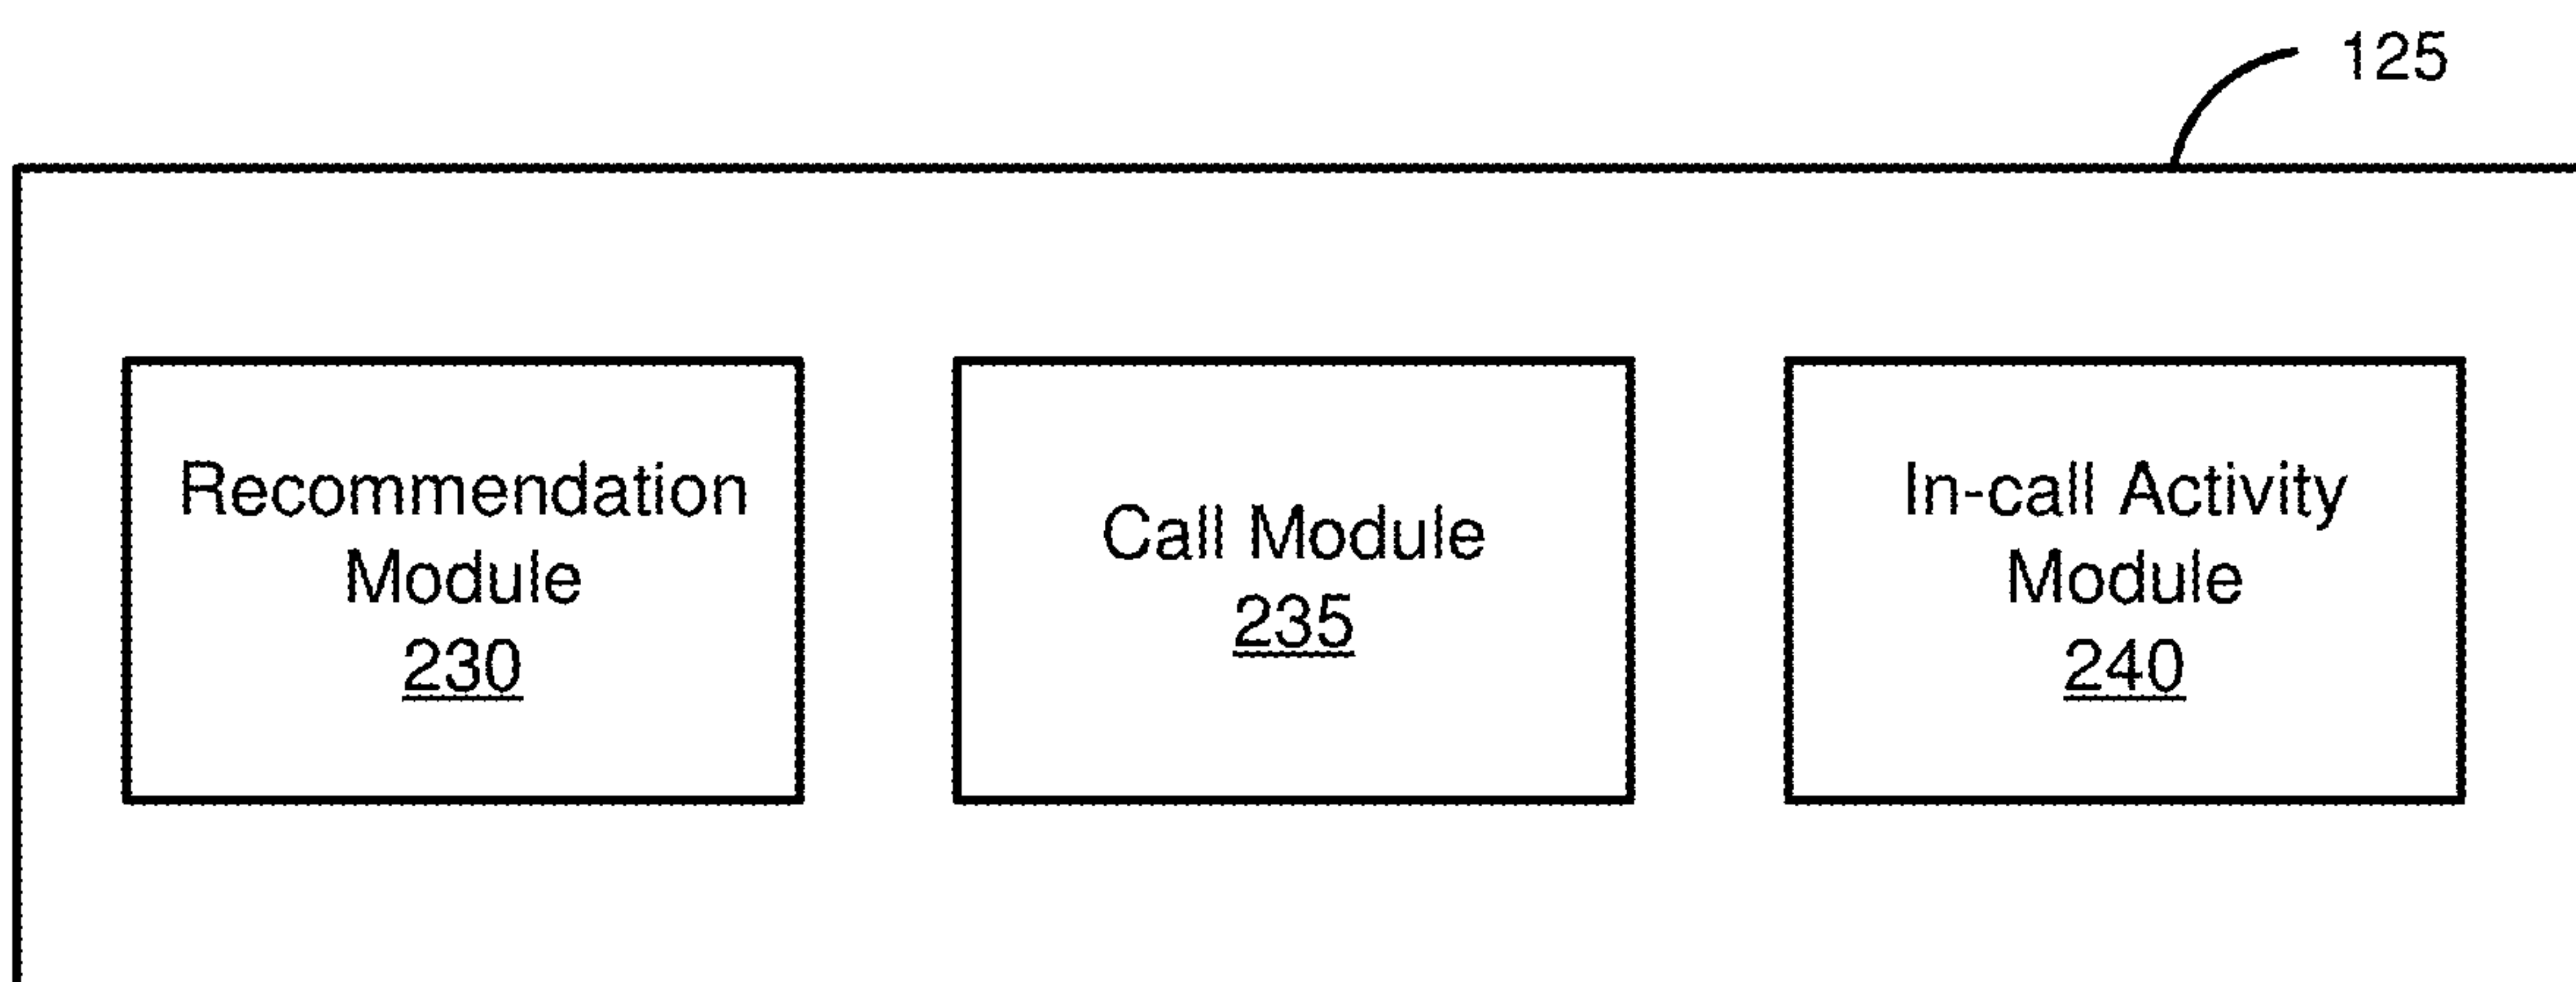 125
Recommendation
Module
230
Call Module
235
In-call Activity
Module
240